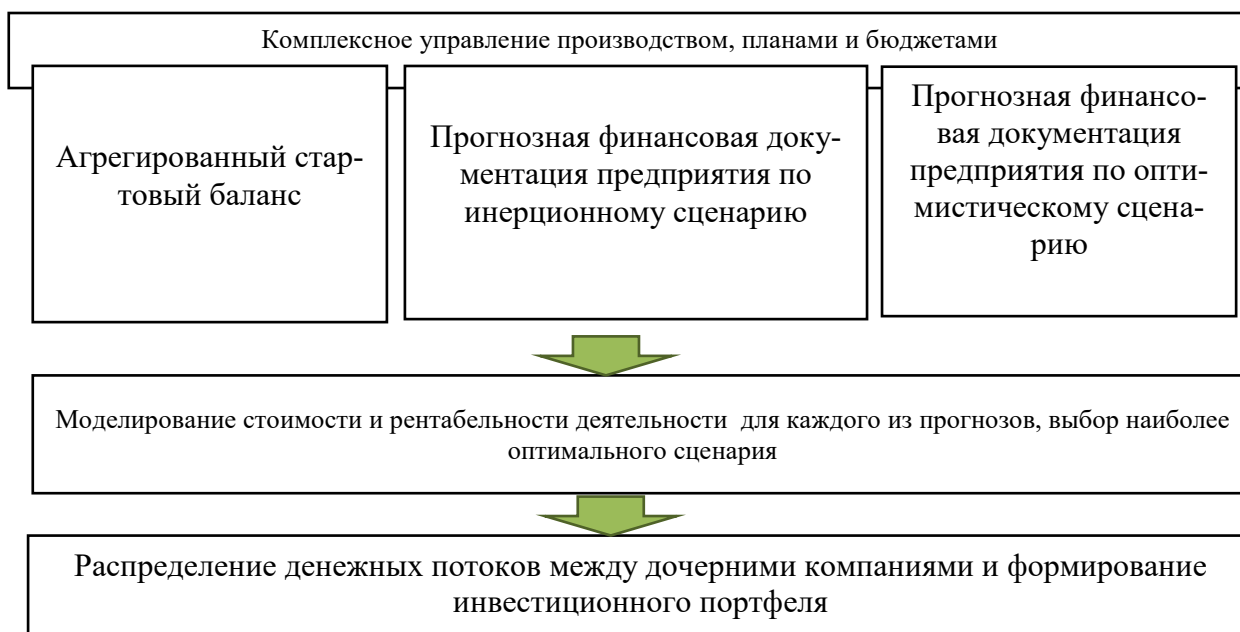 Комплексное управление производством, планами и бюджетами
Агрегированный стар-
товый баланс
Прогнозная финансовая доку-
ментация предприятия по
инерционному сценарию
Прогнозная финансо-
вая документация
предприятия по опти-
мистическому сцена-
рию
Моделирование стоимости и рентабельности деятельности  для каждого из прогнозов, выбор наиболее
оптимального сценария
Распределение денежных потоков между дочерними компаниями и формирование
инвестиционного портфеля